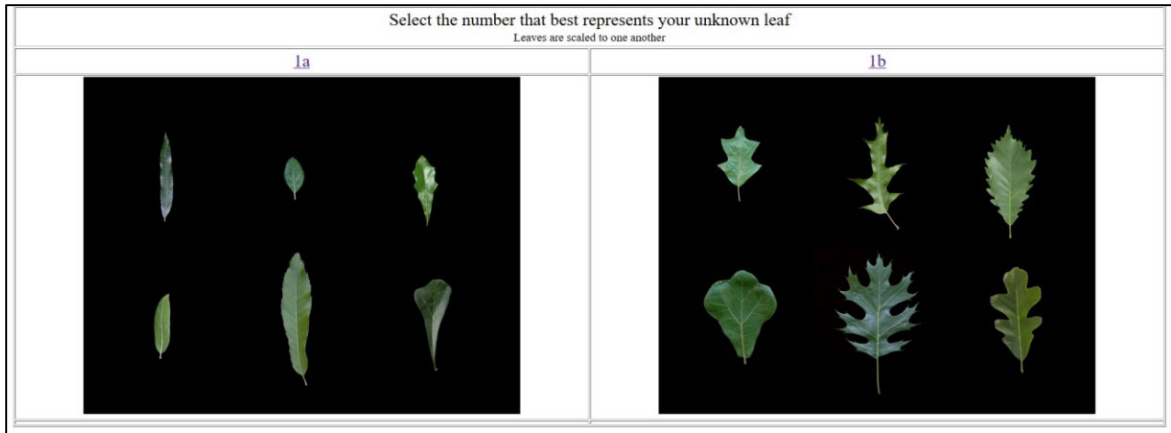 Select the number that best represents your unknown leaf
Leaves are scaled to one another
1a
1b